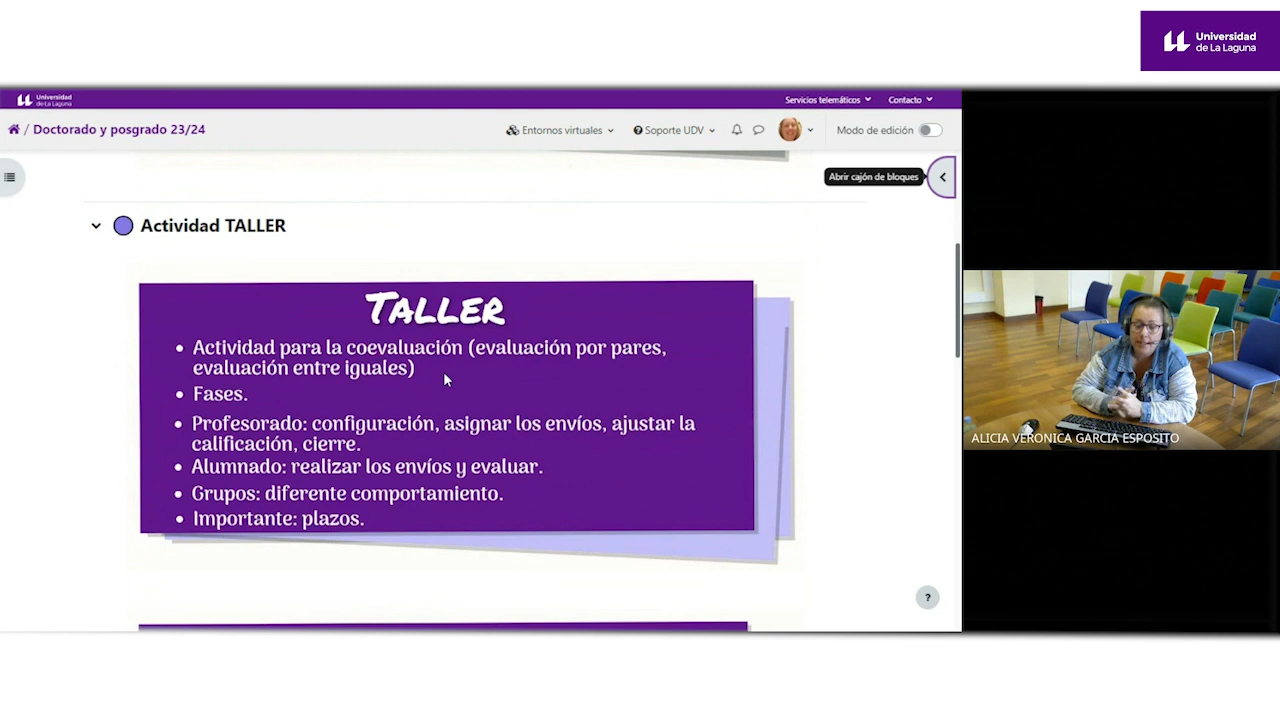 Universidad
de La Laguna
Universidad
de La Laguna
Servicios telemáticos
Contacto
/ Doctorado y posgrado 23/24
Entornos virtuales
Soporte UDV
Modo de edición
Abrir cajón de bloques
Actividad TALLER
TALLER
• Actividad para la coevaluación (evaluación por pares,
evaluación entre iguales)
• Fases.
• Profesorado: configuración, asignar los envíos, ajustar la
calificación, cierre.
• Alumnado: realizar los envíos y evaluar.
• Grupos: diferente comportamiento.
• Importante: plazos.
ALICIA VERONICA GARCIA ESPOSITO
?